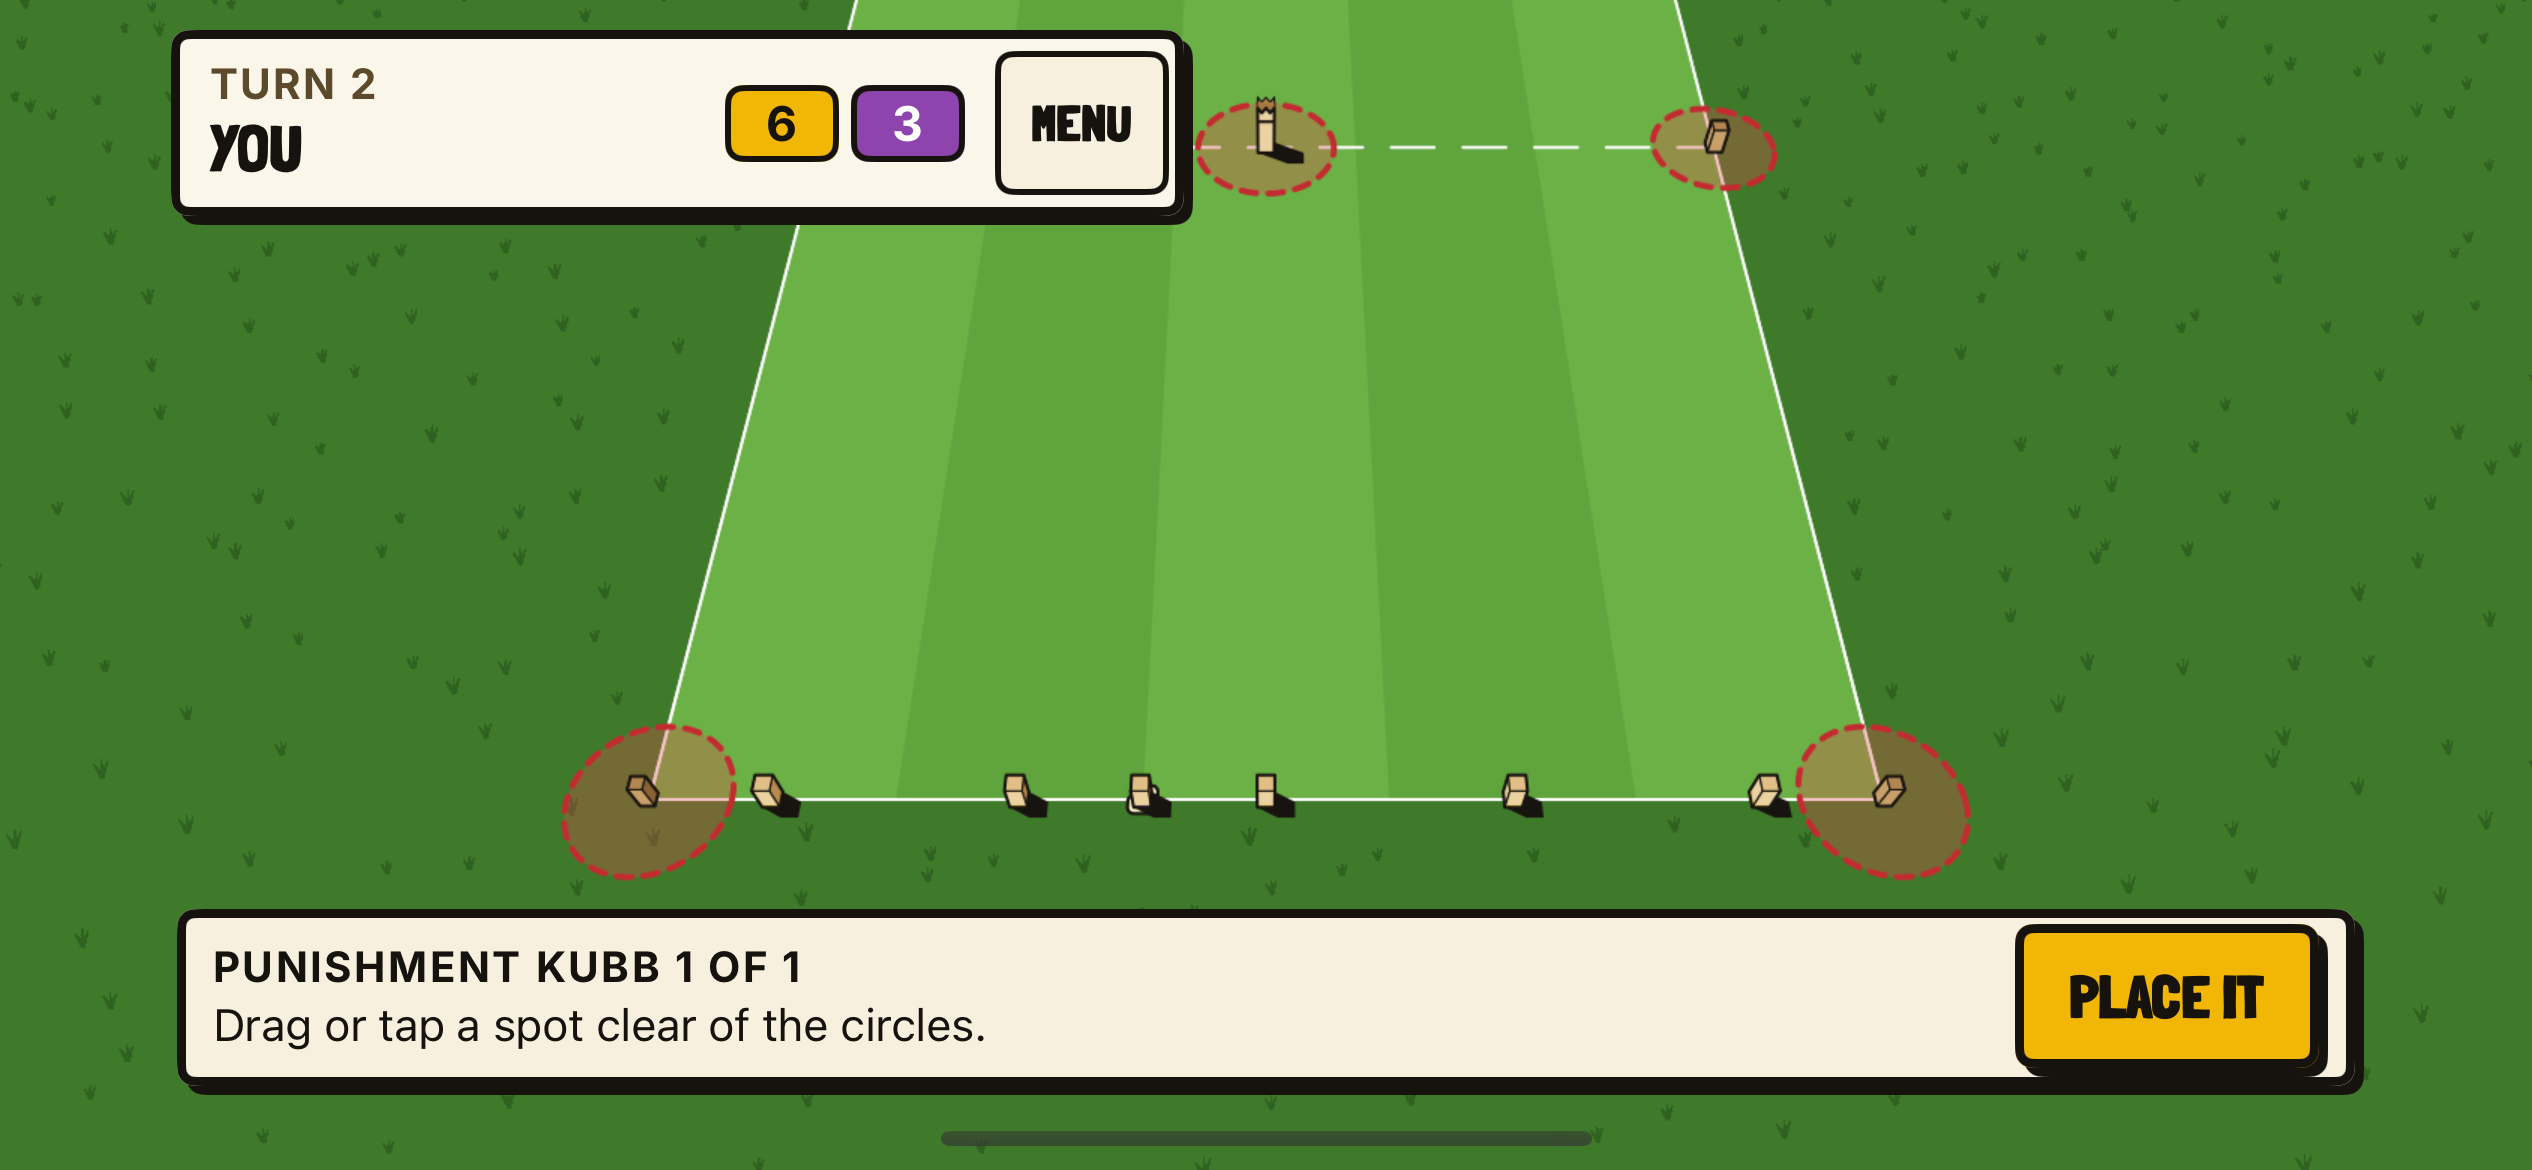 TURN 2
YOU
6 3
MENU
PUNISHMENT KUBB 1 OF 1
Drag or tap a spot clear of the circles.
PLACE IT